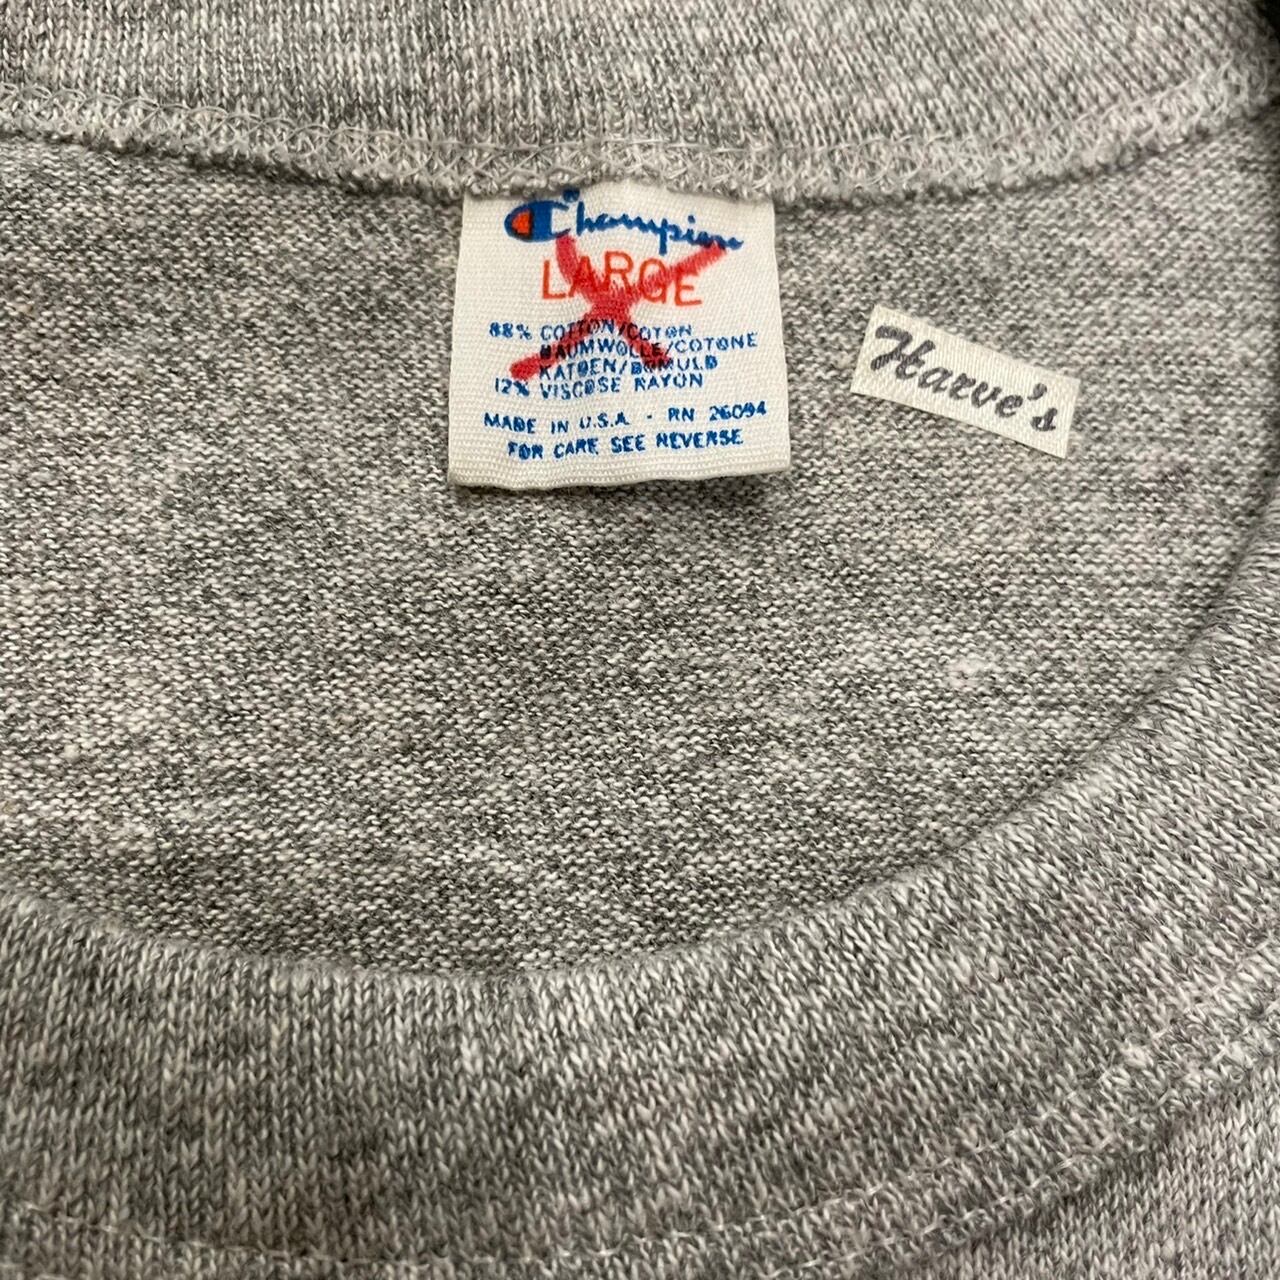 Champion
LARGE
88% COTTON/COTON
BAUMWOLLE/COTONE
KATOEN/BOMULD
12% VISCOSE RAYON
MADE IN U.S.A. - RN 26094
FOR CARE SEE REVERSE
Harve's